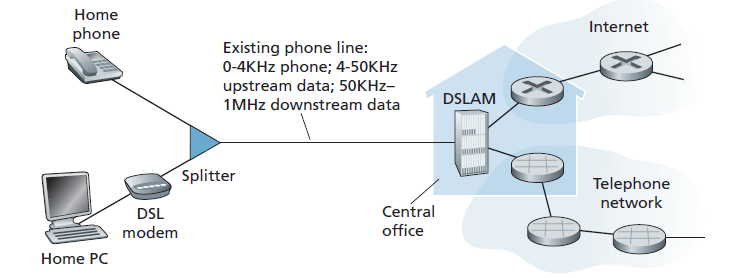 Home
phone
Existing phone line:
0-4KHz phone; 4-50KHz
upstream data; 50KHz–
1MHz downstream data
Internet
DSLAM
Splitter
DSL
modem
Home PC
Central
office
Telephone
network